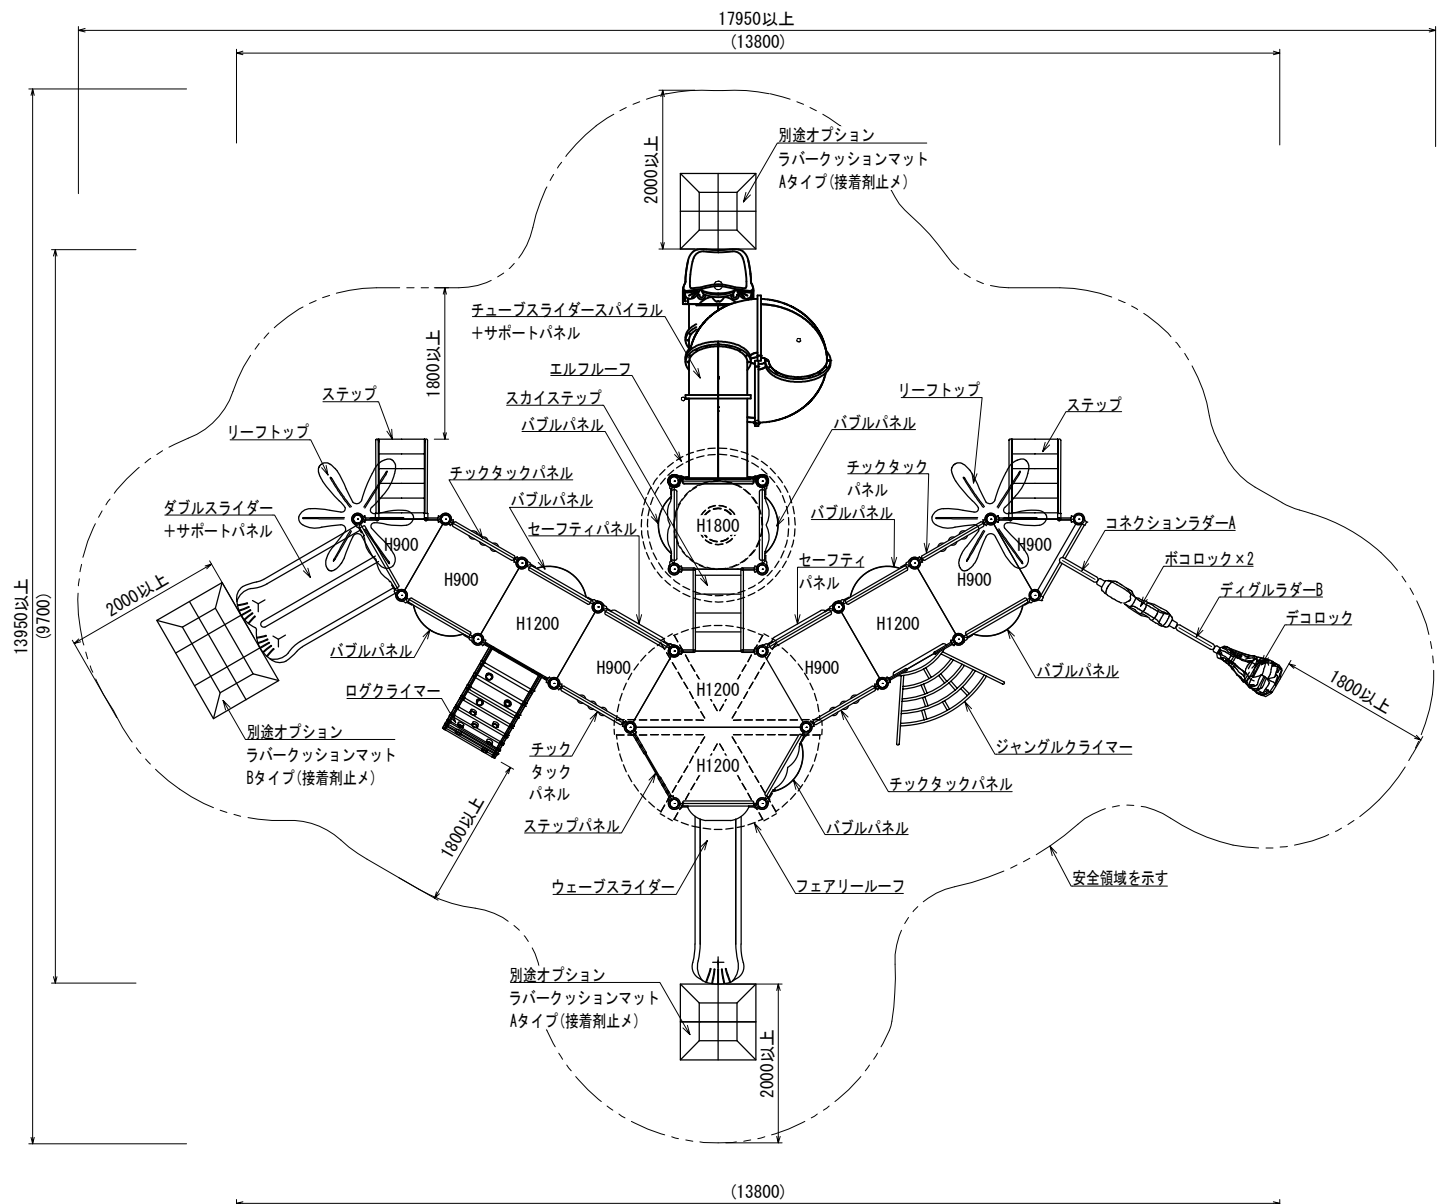 17950以上
(13800)
13950以上
(9700)
2000以上
別途オプション
ラバークッションマット
Aタイプ(接着剤止メ)
1800以上
チューブスライダースパイラル
+サポートパネル
エルフルーフ
スカイステップ
バブルパネル
バブルパネル
リーフトップ
ステップ
ステップ
リーフトップ
チックタックパネル
バブルパネル
セーフティパネル
チックタック
パネル
バブルパネル
ダブルスライダー
+サポートパネル
H1800
コネクションラダーA
ボコロック×2
ディグルラダーB
デコロック
セーフティ
パネル
H900
H900
H1200
H900
H900
H900
H1200
H900
H1200
H1200
2000以上
バブルパネル
ログクライマー
バブルパネル
1800以上
ジャングルクライマー
別途オプション
ラバークッションマット
Bタイプ(接着剤止メ)
チック
タック
パネル
チックタックパネル
ステップパネル
バブルパネル
1800以上
ウェーブスライダー
フェアリールーフ
安全領域を示す
別途オプション
ラバークッションマット
Aタイプ(接着剤止メ)
2000以上
(13800)